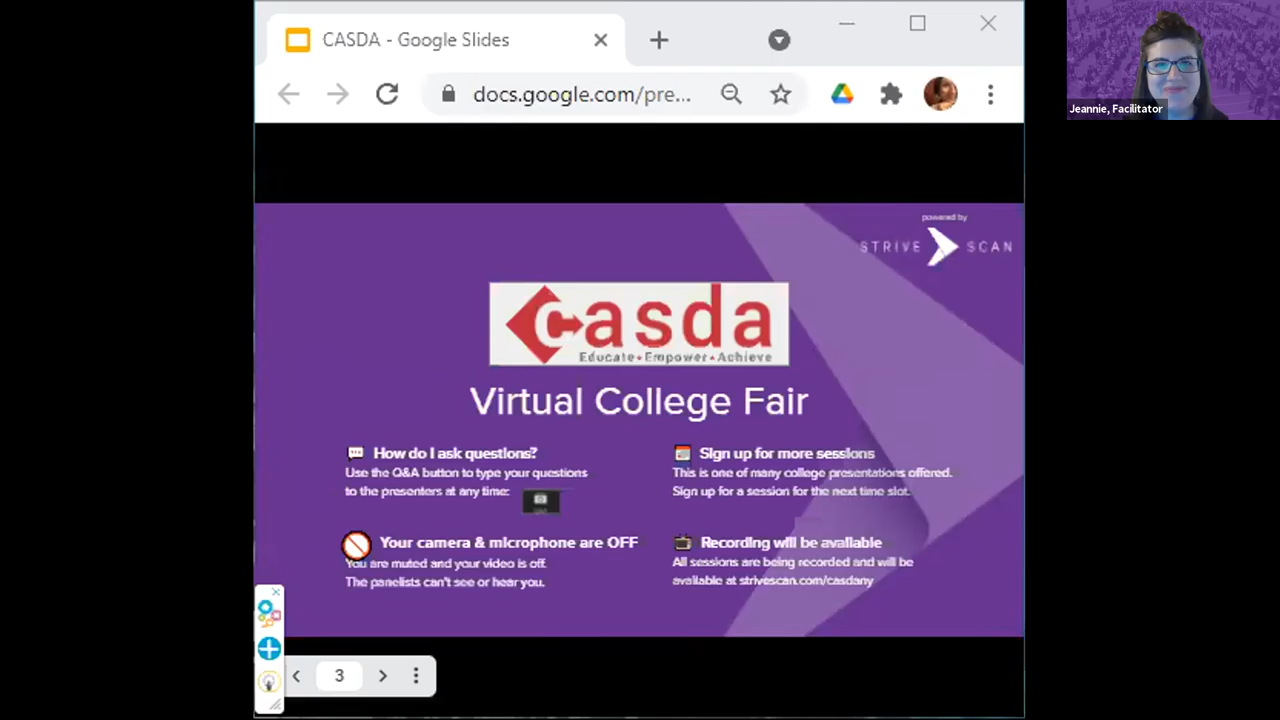 CASDA - Google Slides
docs.google.com/pre...
Jeannie, Facilitator
powered by
STRIVE SCAN
casda
Educate • Empower • Achieve
Virtual College Fair
How do I ask questions?
Use the Q&A button to type your questions
to the presenters at any time:
Sign up for more sessions
This is one of many college presentations offered.
Sign up for a session for the next time slot.
Your camera & microphone are OFF
You are muted and your video is off.
The panelists can't see or hear you.
Recording will be available
All sessions are being recorded and will be
available at strivescan.com/casdany
3